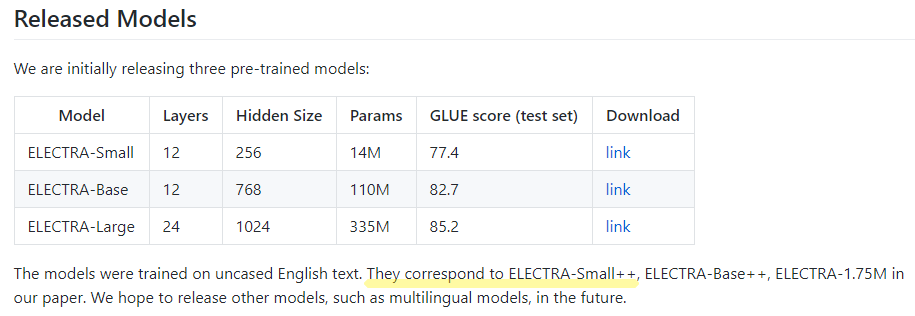 Released Models
We are initially releasing three pre-trained models:
Model Layers Hidden Size Params GLUE score (test set) Download
ELECTRA-Small 12 256 14M 77.4 link
ELECTRA-Base 12 768 110M 82.7 link
ELECTRA-Large 24 1024 335M 85.2 link
The models were trained on uncased English text. They correspond to ELECTRA-Small++, ELECTRA-Base++, ELECTRA-1.75M in
our paper. We hope to release other models, such as multilingual models, in the future.